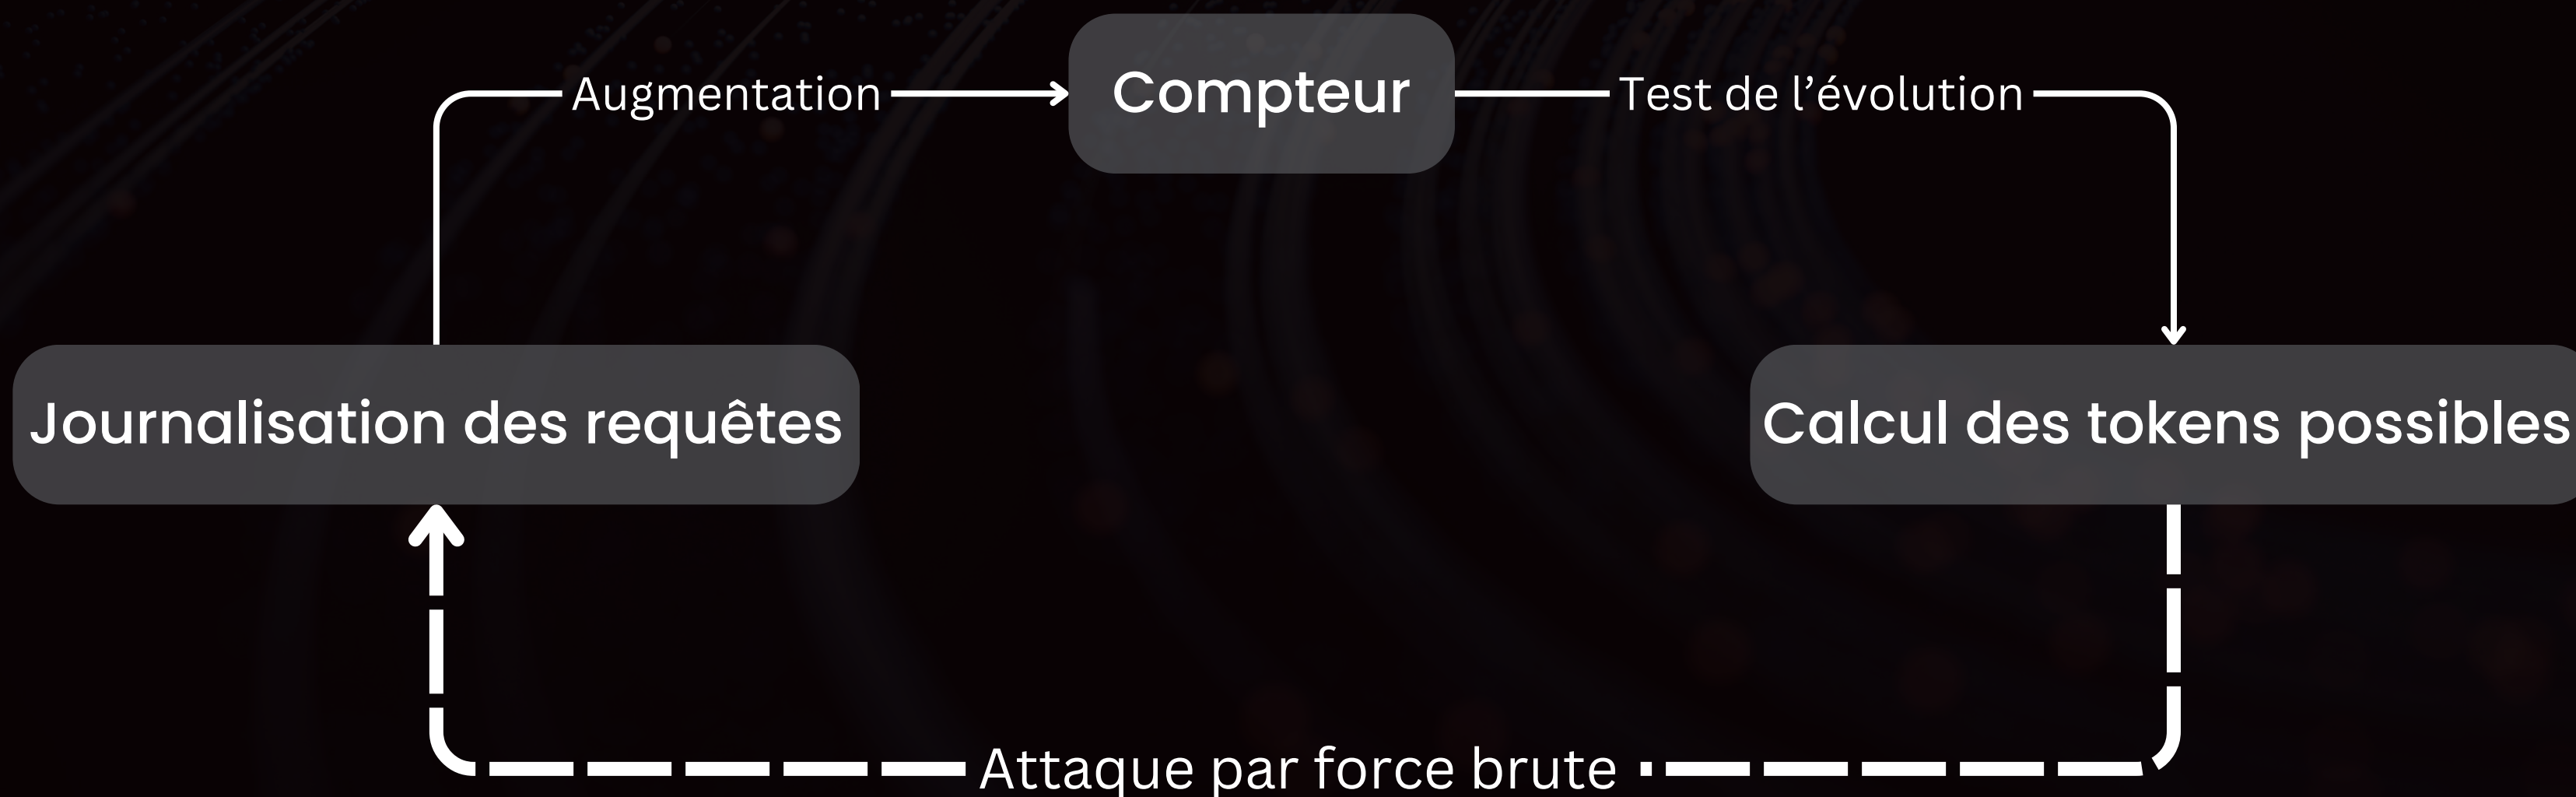 Augmentation
Compteur
Test de l’évolution
Journalisation des requêtes
Calcul des tokens possibles
Attaque par force brute